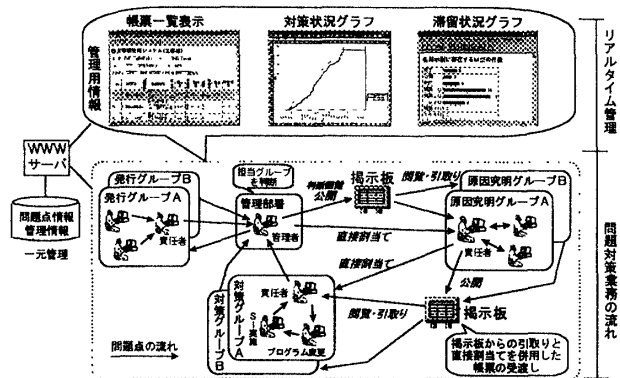 帳票一覧表示
対策状況グラフ
滞留状況グラフ
管理用情報
リアルタイム管理
WWW
サーバ
問題点情報
管理情報
一元管理
発行グループB
発行グループA
責任者
担当グループ
を判断
管理部署
管理者
判断困難
公開
掲示板
閲覧・引取り
原因究明グループB
原因究明グループA
責任者
直接割当て
直接割当て
公開
対策グループB
対策グループA
責任者
プログラム変更
閲覧・引取り
掲示板
掲示板からの引取りと
直接割当てを併用した
帳票の受渡し
問題点の流れ
問題対策業務の流れ